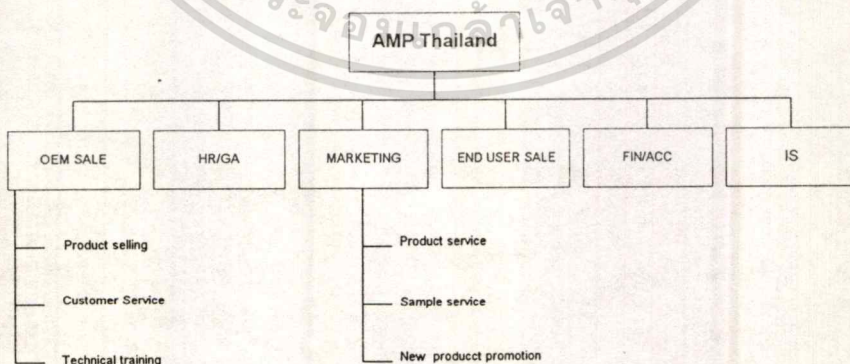 AMP Thailand
OEM SALE
HR/GA
MARKETING
END USER SALE
FIN/ACC
IS
Product selling
Customer Service
Technical training
Product service
Sample service
New producct promotion